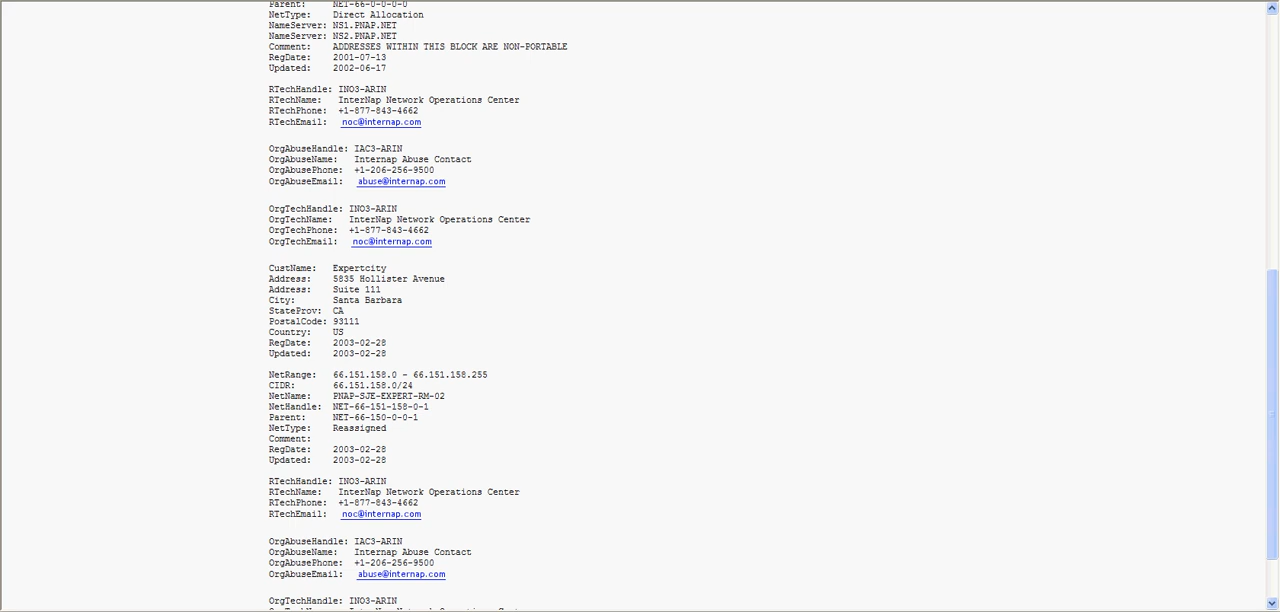 Parent: NET-66-0-0-0-0
NetType: Direct Allocation
NameServer: NS1.PNAP.NET
NameServer: NS2.PNAP.NET
Comment: ADDRESSES WITHIN THIS BLOCK ARE NON-PORTABLE
RegDate: 2001-07-13
Updated: 2002-06-17
RTechHandle: INO3-ARIN
RTechName: InterNap Network Operations Center
RTechPhone: +1-877-843-4662
RTechEmail: noc@internap.com
OrgAbuseHandle: IAC3-ARIN
OrgAbuseName: Internap Abuse Contact
OrgAbusePhone: +1-206-256-9500
OrgAbuseEmail: abuse@internap.com
OrgTechHandle: INO3-ARIN
OrgTechName: InterNap Network Operations Center
OrgTechPhone: +1-877-843-4662
OrgTechEmail: noc@internap.com
CustName: Expertcity
Address: 5835 Hollister Avenue
Address: Suite 111
City: Santa Barbara
StateProv: CA
PostalCode: 93111
Country: US
RegDate: 2003-02-28
Updated: 2003-02-28
NetRange: 66.151.158.0 - 66.151.158.255
CIDR: 66.151.158.0/24
NetName: PNAP-SJE-EXPERT-RM-02
NetHandle: NET-66-151-158-0-1
Parent: NET-66-150-0-0-1
NetType: Reassigned
Comment:
RegDate: 2003-02-28
Updated: 2003-02-28
RTechHandle: INO3-ARIN
RTechName: InterNap Network Operations Center
RTechPhone: +1-877-843-4662
RTechEmail: noc@internap.com
OrgAbuseHandle: IAC3-ARIN
OrgAbuseName: Internap Abuse Contact
OrgAbusePhone: +1-206-256-9500
OrgAbuseEmail: abuse@internap.com
OrgTechHandle: INO3-ARIN